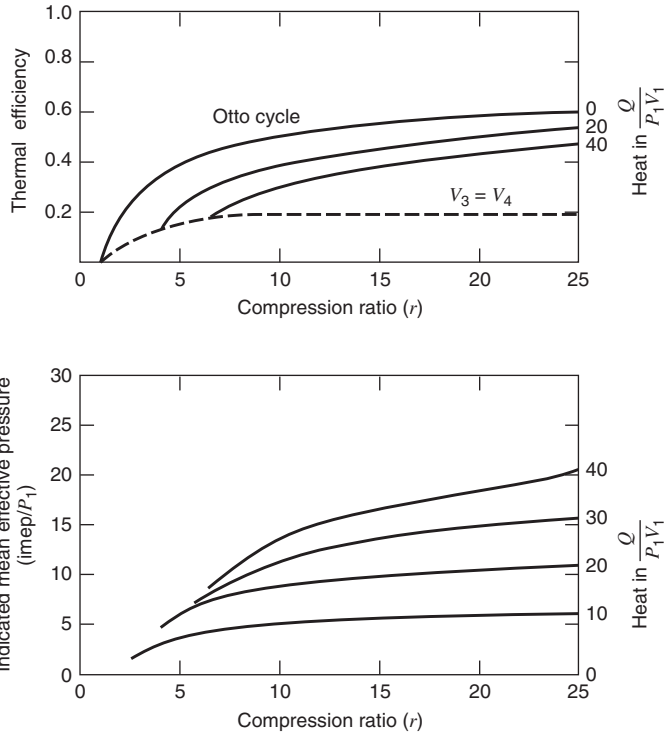 1.0
0.8
0.6
0.4
0.2
Thermal efficiency
Otto cycle
V3 = V4
0
20
40
Heat in Q/P1V1
0 5 10 15 20 25
Compression ratio (r)
30
25
20
15
10
5
0
Indicated mean effective pressure
(imep/P1)
40
30
20
10
0
Heat in Q/P1V1
0 5 10 15 20 25
Compression ratio (r)